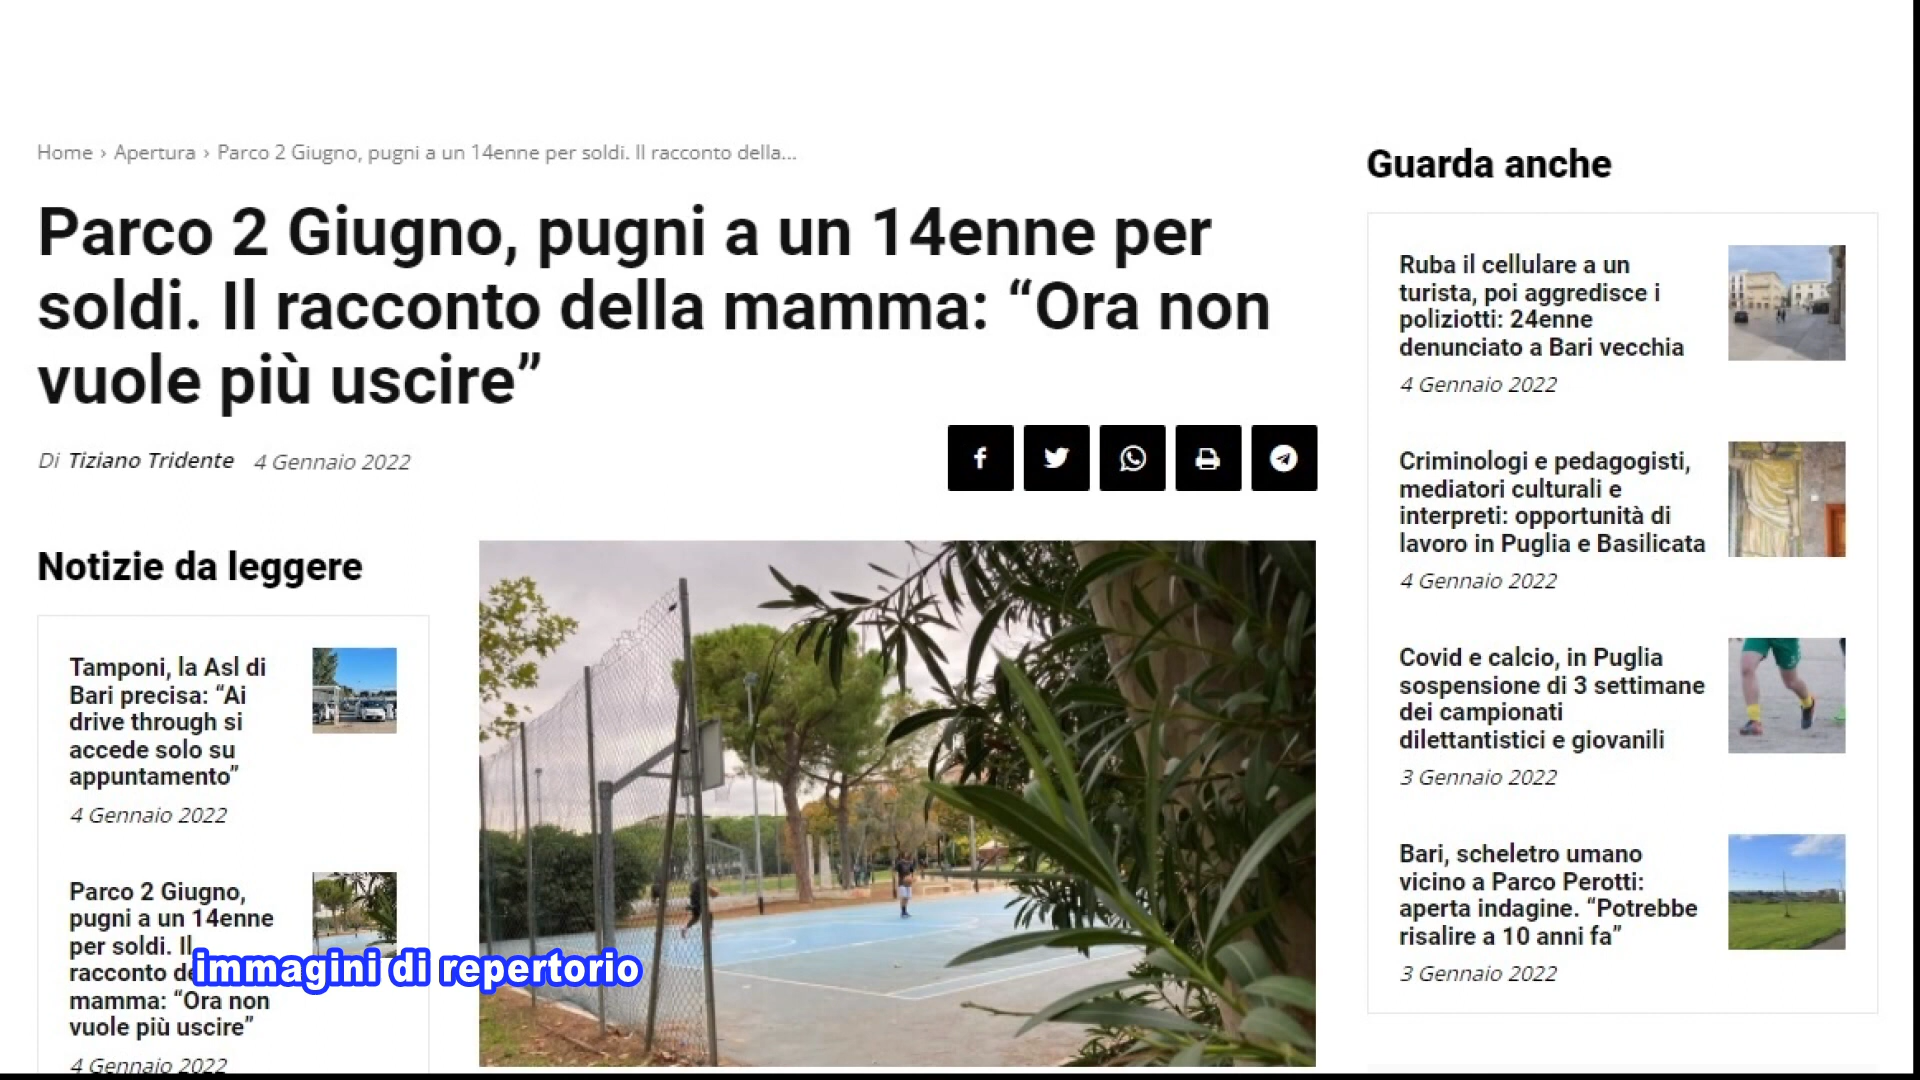 Home › Apertura › Parco 2 Giugno, pugni a un 14enne per soldi. Il racconto della...
Parco 2 Giugno, pugni a un 14enne per
soldi. Il racconto della mamma: “Ora non
vuole più uscire”
Di Tiziano Tridente 4 Gennaio 2022
Notizie da leggere
Tamponi, la Asl di
Bari precisa: “Ai
drive through si
accede solo su
appuntamento”
4 Gennaio 2022
Parco 2 Giugno,
pugni a un 14enne
per soldi. Il
racconto de
mamma: “Ora non
vuole più uscire”
4 Gennaio 2022
immagini di repertorio
Guarda anche
Ruba il cellulare a un
turista, poi aggredisce i
poliziotti: 24enne
denunciato a Bari vecchia
4 Gennaio 2022
Criminologi e pedagogisti,
mediatori culturali e
interpreti: opportunità di
lavoro in Puglia e Basilicata
4 Gennaio 2022
Covid e calcio, in Puglia
sospensione di 3 settimane
dei campionati
dilettantistici e giovanili
3 Gennaio 2022
Bari, scheletro umano
vicino a Parco Perotti:
aperta indagine. “Potrebbe
risalire a 10 anni fa”
3 Gennaio 2022